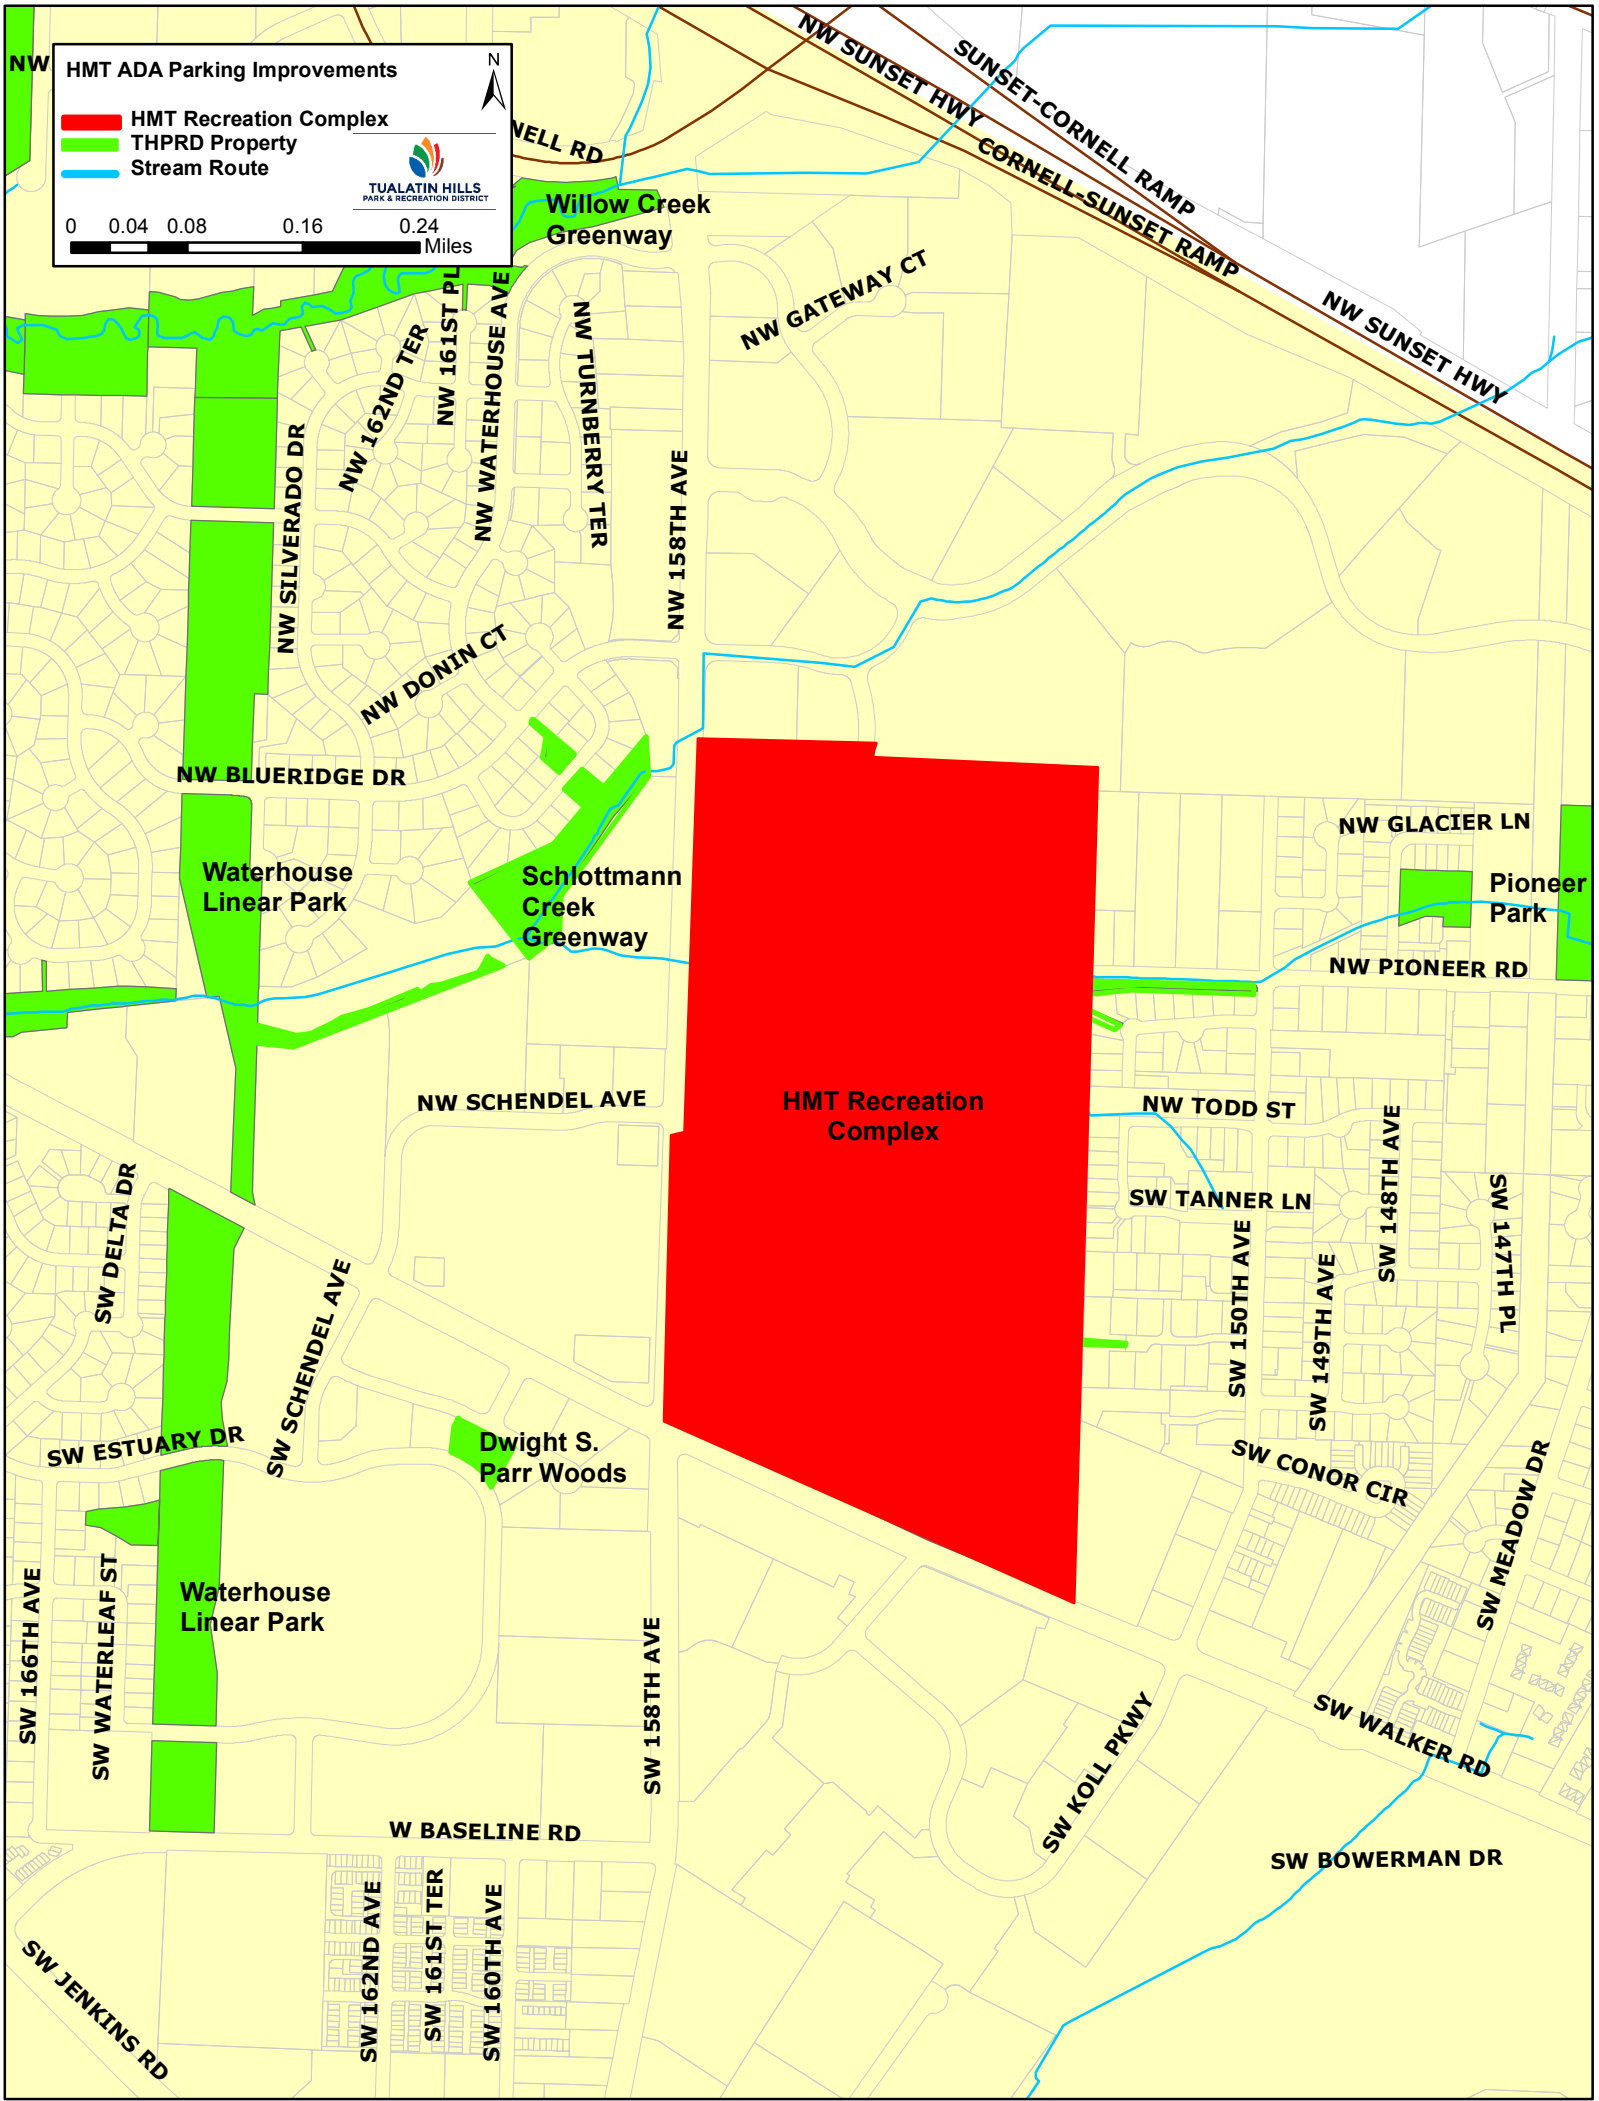 NW
HMT ADA Parking Improvements
N
HMT Recreation Complex
THPRD Property
Stream Route
TUALATIN HILLS
PARK & RECREATION DISTRICT
0 0.04 0.08 0.16 0.24
Miles
NELL RD
NW SUNSET HWY
SUNSET-CORNELL RAMP
CORNELL-SUNSET RAMP
NW SUNSET HWY
Willow Creek
Greenway
NW GATEWAY CT
NW 162ND TER
NW 161ST PL
NW WATERHOUSE AVE
NW TURNBERRY TER
NW SILVERADO DR
NW 158TH AVE
NW DONIN CT
NW BLUERIDGE DR
Waterhouse
Linear Park
Schlottmann
Creek
Greenway
NW GLACIER LN
Pioneer
Park
NW PIONEER RD
NW SCHENDEL AVE
HMT Recreation
Complex
NW TODD ST
SW TANNER LN
SW 148TH AVE
SW 147TH PL
SW 150TH AVE
SW 149TH AVE
SW DELTA DR
SW SCHENDEL AVE
SW ESTUARY DR
Dwight S.
Parr Woods
SW CONOR CIR
SW MEADOW DR
SW 166TH AVE
SW WATERLEAF ST
Waterhouse
Linear Park
SW 158TH AVE
SW KOLL PKWY
SW WALKER RD
W BASELINE RD
SW BOWERMAN DR
SW JENKINS RD
SW 162ND AVE
SW 161ST TER
SW 160TH AVE